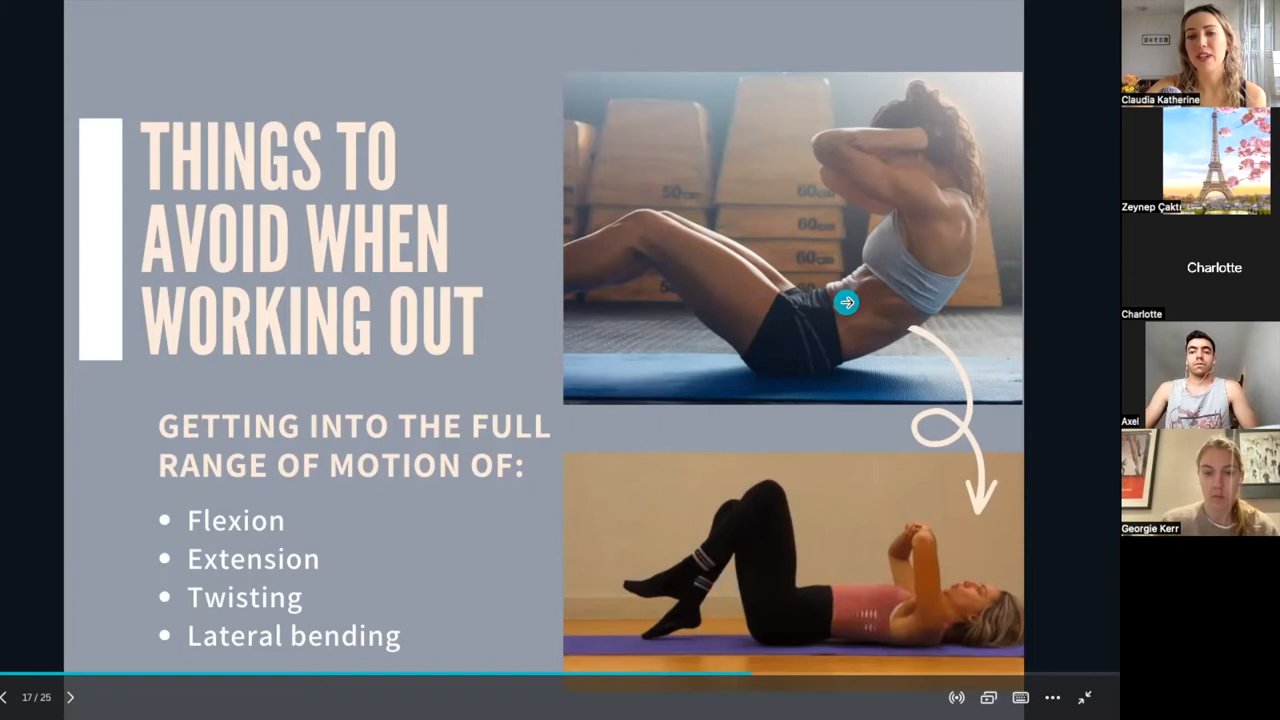 THINGS TO
AVOID WHEN
WORKING OUT
GETTING INTO THE FULL
RANGE OF MOTION OF:
Flexion
Extension
Twisting
Lateral bending
50cm
60cm
60cm
60cm
17 / 25
Claudia Katherine
Zeynep Çaktı
Charlotte
Charlotte
Axel
Georgie Kerr